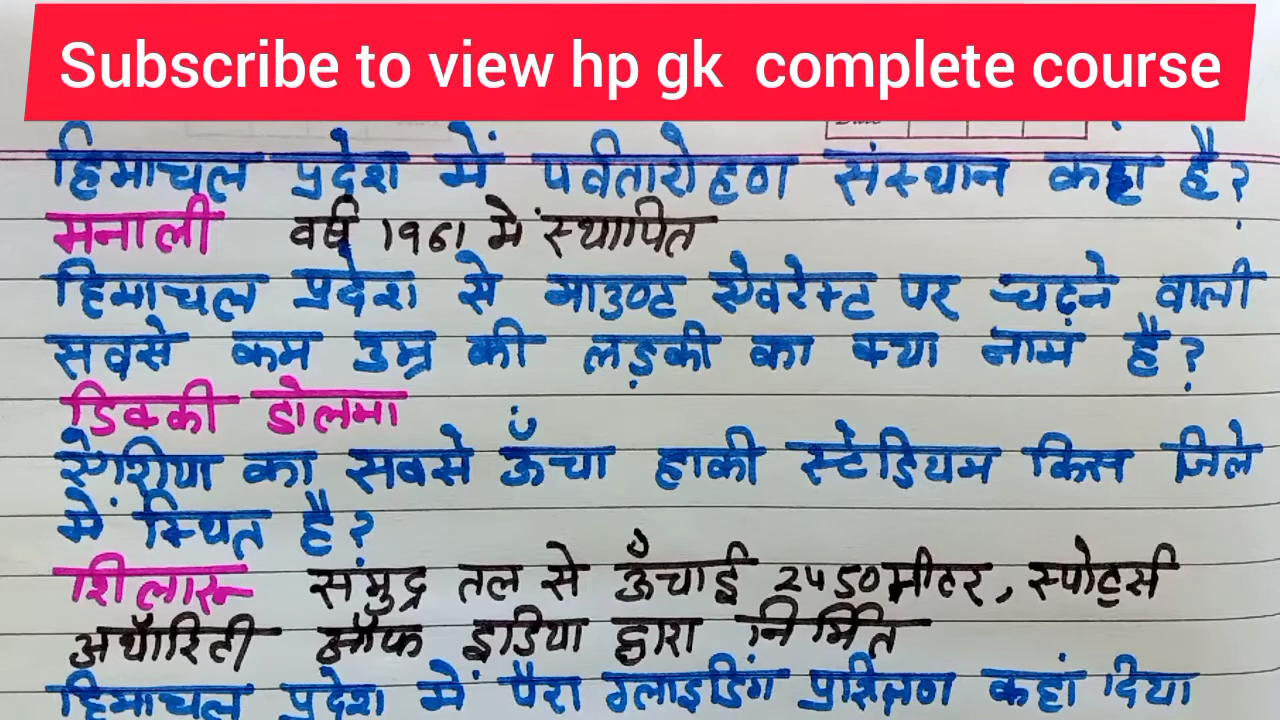 Subscribe to view hp gk complete course
हिमाचल प्रदेश में पर्वतारोहण संस्थान कहां है?
मनाली वर्ष 1961 में स्थापित
हिमाचल प्रदेश से माउण्ट ऐवरेस्ट पर चढ़ने वाली
सबसे कम उम्र की लड़की का क्या नाम है?
डिक्की डोलमा
ऐशिया का सबसे ऊँचा हाकी स्टेडियम किस जिले
में स्थित है?
शिलारू समुद्र तल से ऊँचाई 2450 मीटर, स्पोर्ट्स
अथॉरिटी ऑफ इंडिया द्वारा निर्मित
हिमाचल प्रदेश में पैरा ग्लाइडिंग प्रशिक्षण कहां दिया